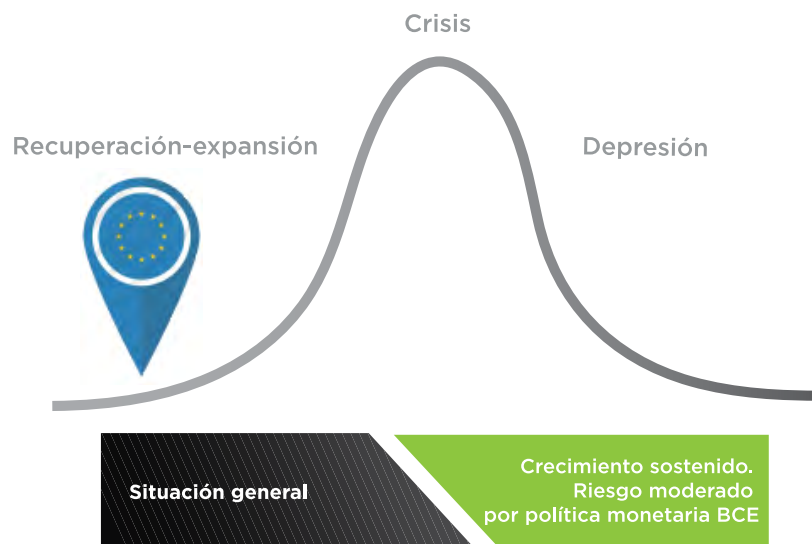 Crisis
Recuperación-expansión
Depresión
Situación general
Crecimiento sostenido.
Riesgo moderado
por política monetaria BCE